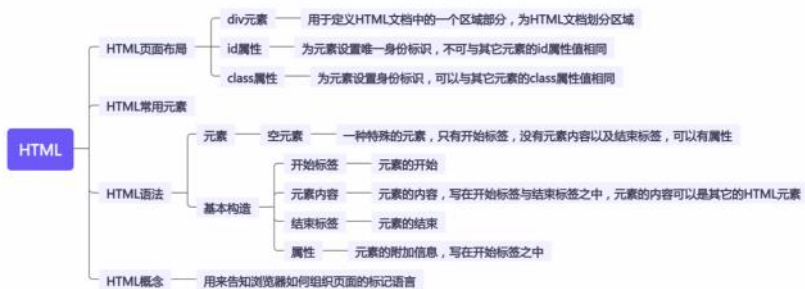 HTML
HTML页面布局
div元素
用于定义HTML文档中的一个区域部分，为HTML文档划分区域
id属性
为元素设置唯一身份标识，不可与其它元素的id属性值相同
class属性
为元素设置身份标识，可以与其它元素的class属性值相同
HTML常用元素
HTML语法
元素
空元素
一种特殊的元素，只有开始标签，没有元素内容以及结束标签，可以有属性
基本构造
开始标签
元素的开始
元素内容
元素的内容，写在开始标签与结束标签之中，元素的内容可以是其它的HTML元素
结束标签
元素的结束
属性
元素的附加信息，写在开始标签之中
HTML概念
用来告知浏览器如何组织页面的标记语言